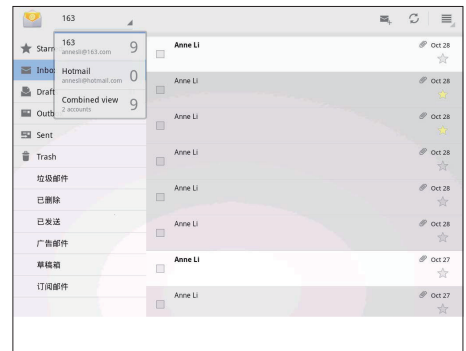 163
163
annesli@163.com
9
Hotmail
annesli@hotmail.com
0
Combined view
2 accounts
9
Starr
Inbo
Draft
Outb
Sent
Trash
垃圾邮件
已删除
已发送
广告邮件
草稿箱
订阅邮件
Anne Li
Oct 28
Anne Li
Oct 28
Anne Li
Oct 28
Anne Li
Oct 28
Anne Li
Oct 28
Anne Li
Oct 28
Anne Li
Oct 27
Anne Li
Oct 27